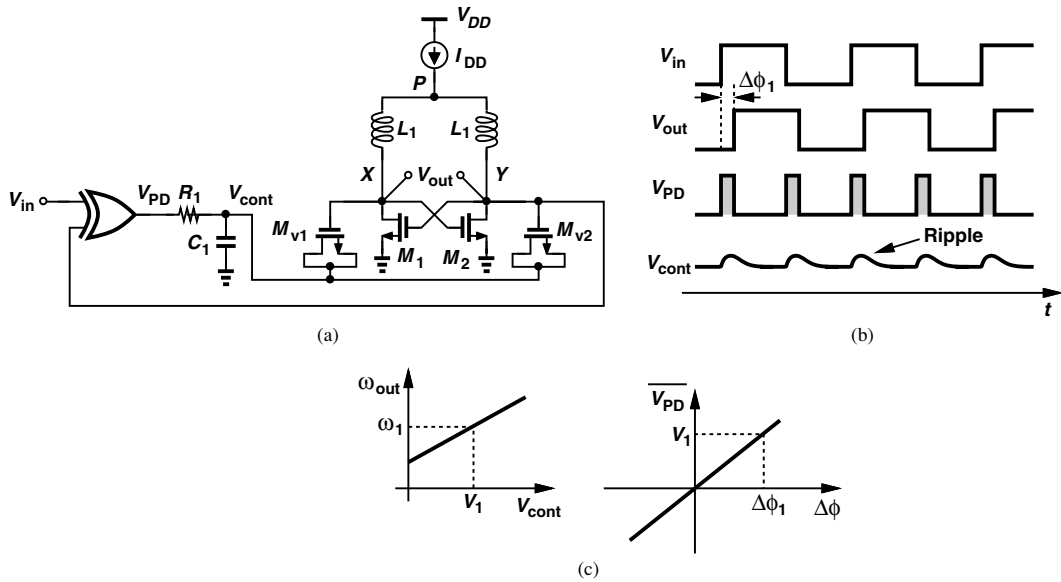 V_DD
I_DD
P
L_1 L_1
X V_out Y
V_in V_PD R_1 V_cont
C_1
M_v1 M_1 M_2 M_v2
(a)
V_in
Δϕ_1
V_out
V_PD
Ripple
V_cont
t
(b)
ω_out
ω_1
V_1 V_cont
V_PD
V_1
Δϕ_1 Δϕ
(c)